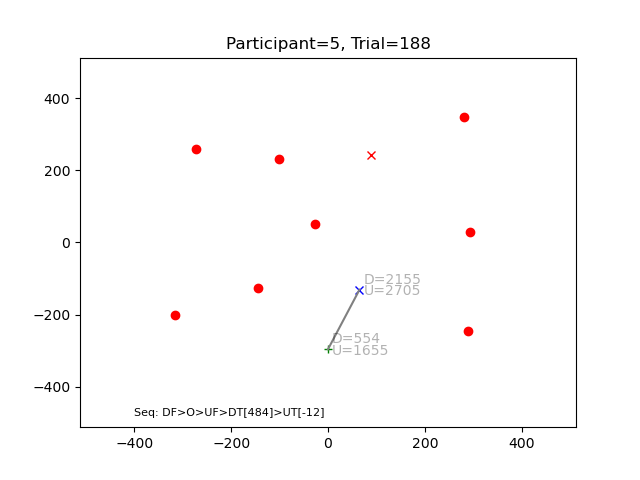 Participant=5, Trial=188
400
200
0
−200
−400
D=2155
U=2705
D=554
U=1655
Seq: DF>O>UF>DT[484]>UT[-12]
−400
−200
0
200
400